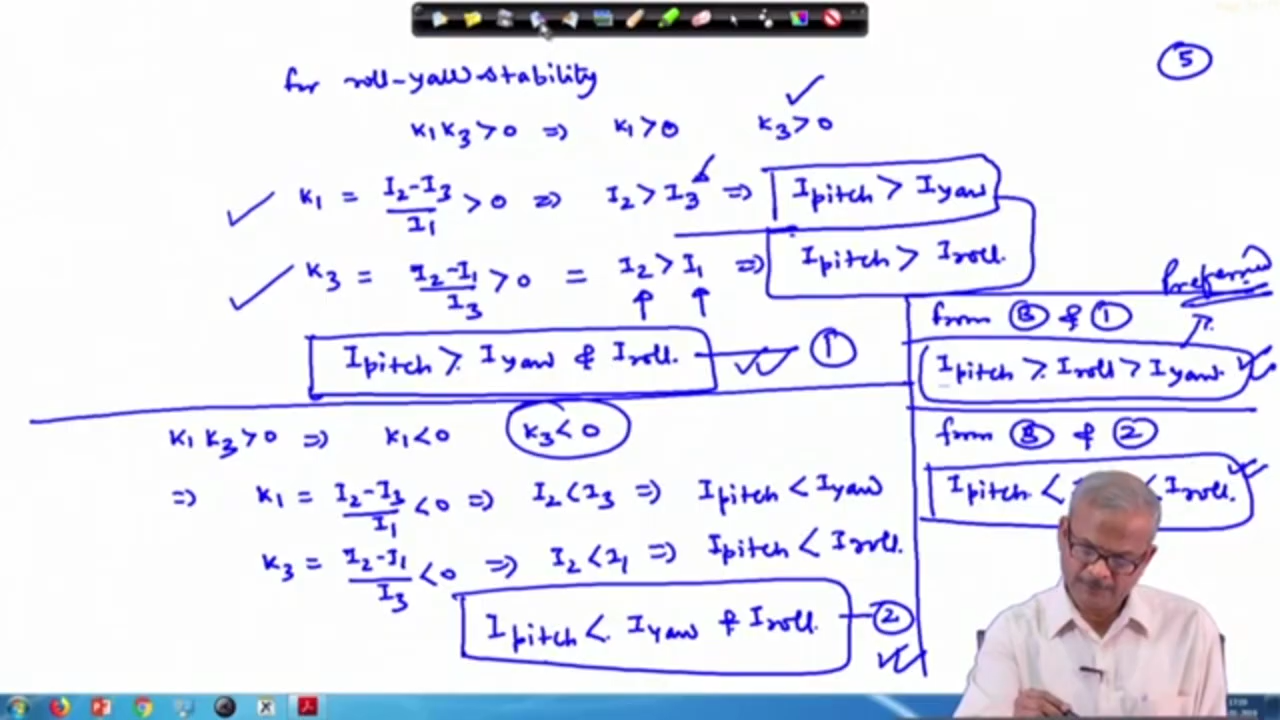 5
for roll-yaw stability
K₁K₃ > 0 ⇒ K₁ > 0 K₃ > 0
K₁ = (I₂-I₃)/I₁ > 0 ⇒ I₂ > I₃ ⇒ Ipitch > Iyaw
K₃ = (I₂-I₁)/I₃ > 0 = I₂ > I₁ ⇒ Ipitch > Iroll.
Ipitch > Iyaw & Iroll. 1
K₁K₃ > 0 ⇒ K₁ < 0 K₃ < 0
⇒ K₁ = (I₂-I₃)/I₁ < 0 ⇒ I₂ < I₃ ⇒ Ipitch < Iyaw
K₃ = (I₂-I₁)/I₃ < 0 ⇒ I₂ < I₁ ⇒ Ipitch < Iroll.
Ipitch < Iyaw & Iroll. 2
Preferred
from B & 1
Ipitch > Iroll > Iyaw.
from B & 2
Ipitch < < Iroll.